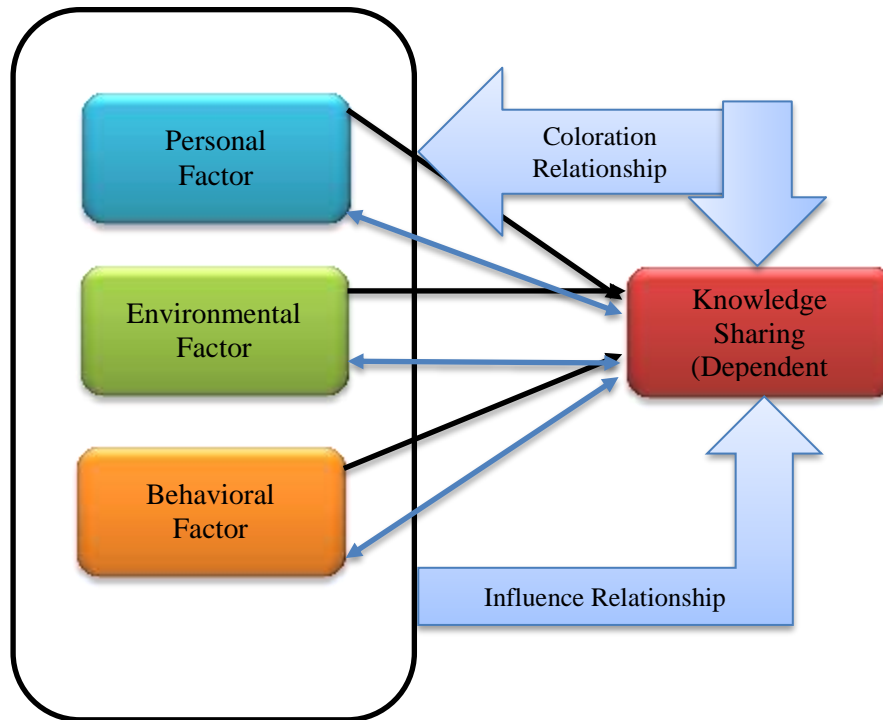 Personal
Factor
Coloration
Relationship
Environmental
Factor
Knowledge
Sharing
(Dependent
Behavioral
Factor
Influence Relationship